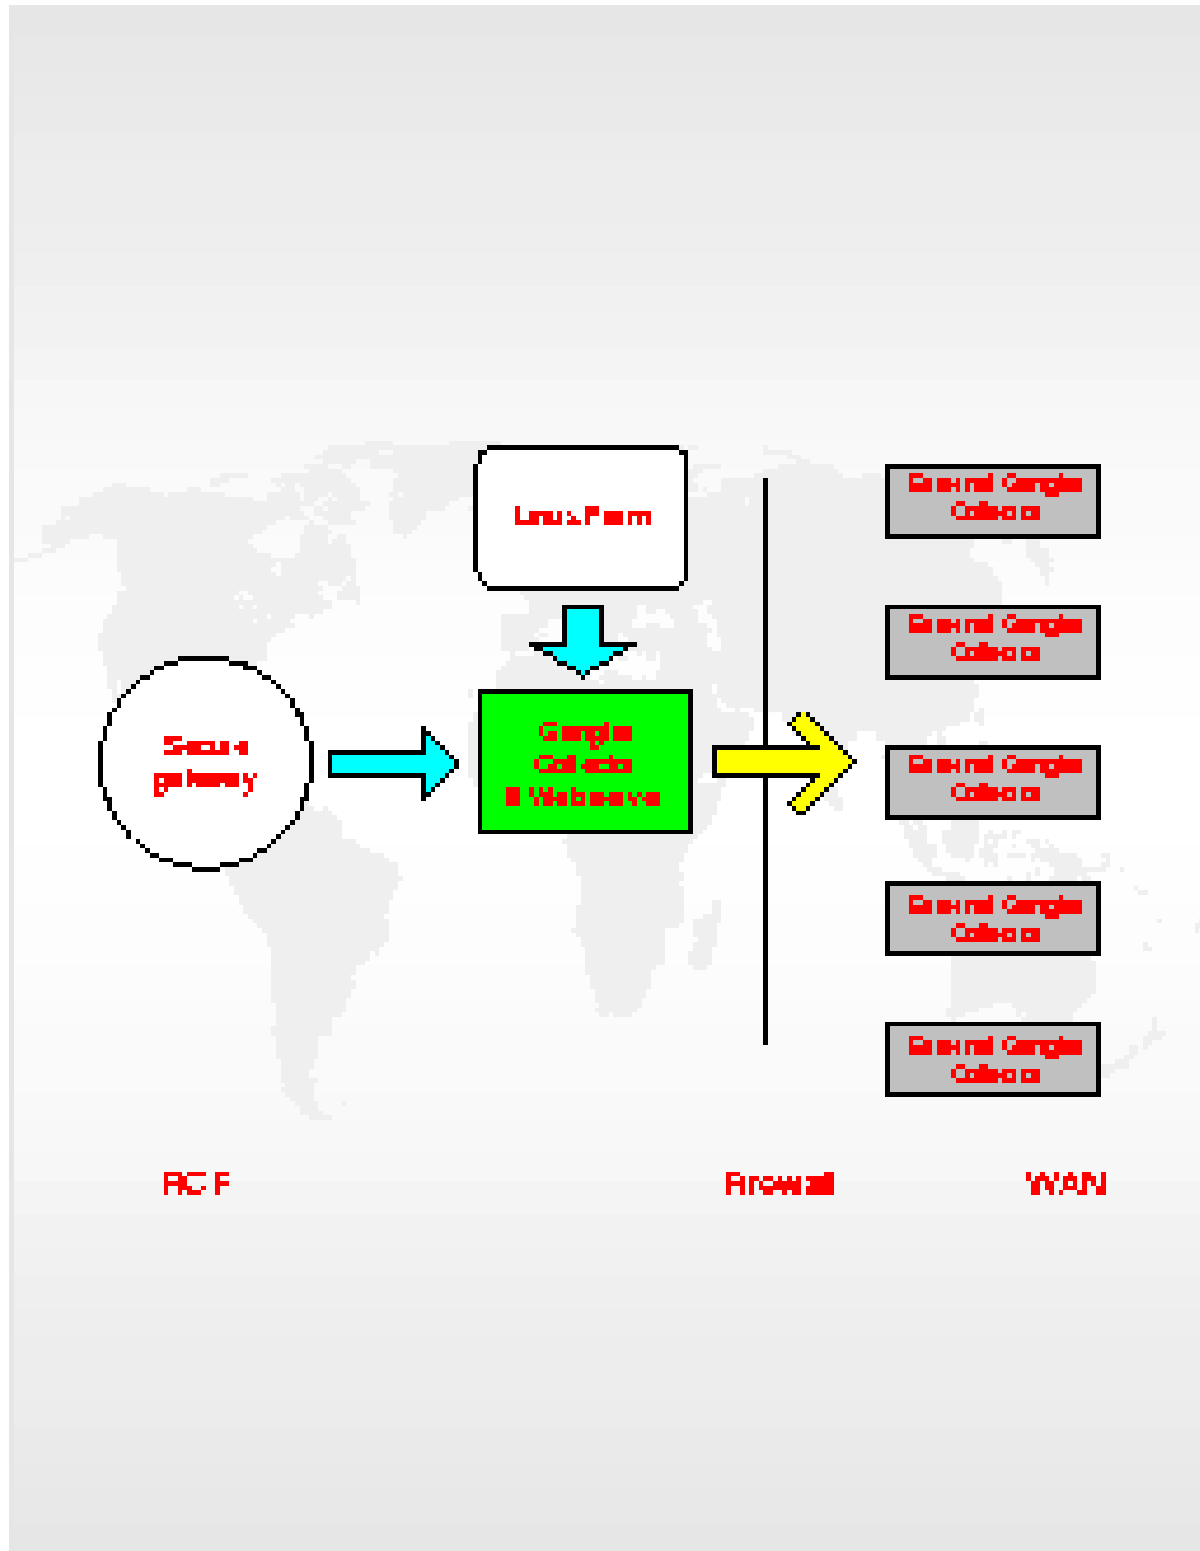 Linux Farm
Secure
gateway
Ganglia
Collector
& Webserver
External Ganglia
Collector
External Ganglia
Collector
External Ganglia
Collector
External Ganglia
Collector
External Ganglia
Collector
RCF
Firewall
WAN